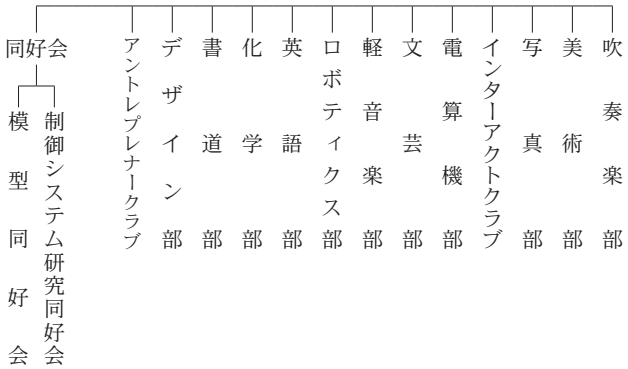 吹奏楽部
美術部
写真部
インターアクトクラブ
電算機部
文芸部
軽音楽部
ロボティクス部
英語部
化学部
書道部
デザイン部
アントレプレナークラブ
同好会
制御システム研究同好会
模型同好会